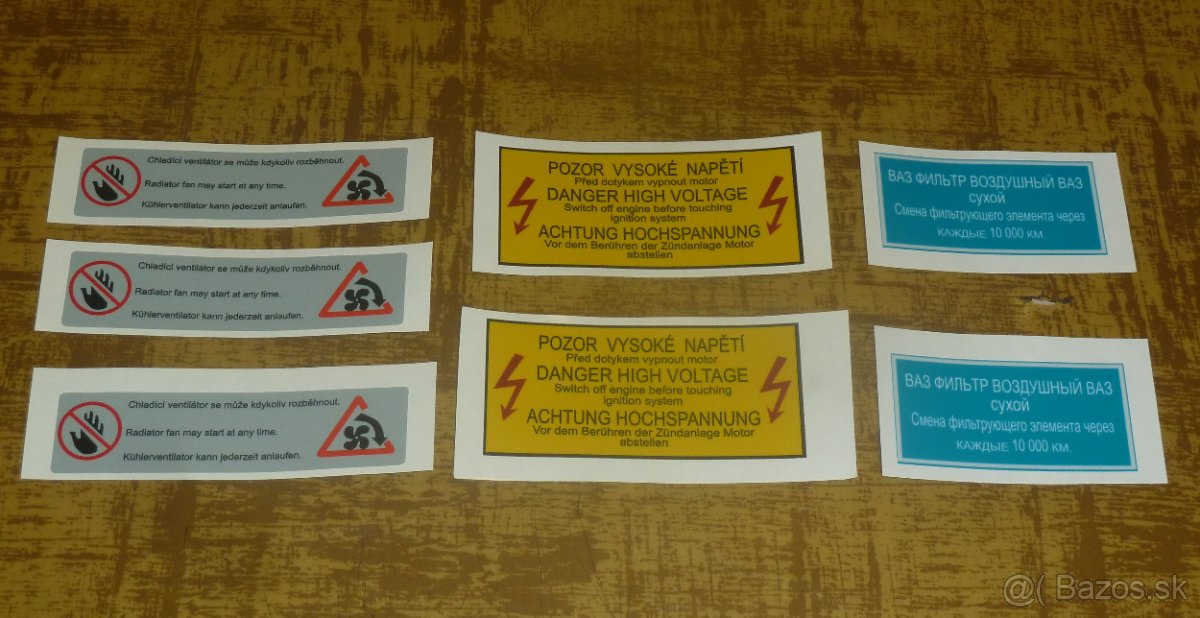 Chladící ventilátor se může kdykoliv rozběhnout.
Radiator fan may start at any time.
Kühlerventilator kann jederzeit anlaufen.
Chladící ventilátor se může kdykoliv rozběhnout.
Radiator fan may start at any time.
Kühlerventilator kann jederzeit anlaufen.
Chladící ventilátor se může kdykoliv rozběhnout.
Radiator fan may start at any time.
Kühlerventilator kann jederzeit anlaufen.
POZOR VYSOKÉ NAPĚTÍ
Před dotykem vypnout motor
DANGER HIGH VOLTAGE
Switch off engine before touching
ignition system
ACHTUNG HOCHSPANNUNG
Vor dem Berühren der Zündanlage Motor
abstellen
POZOR VYSOKÉ NAPĚTÍ
Před dotykem vypnout motor
DANGER HIGH VOLTAGE
Switch off engine before touching
ignition system
ACHTUNG HOCHSPANNUNG
Vor dem Berühren der Zündanlage Motor
abstellen
ВАЗ ФИЛЬТР ВОЗДУШНЫЙ ВАЗ
сухой
Смена фильтрующего элемента через
КАЖДЫЕ 10 000 КМ.
ВАЗ ФИЛЬТР ВОЗДУШНЫЙ ВАЗ
сухой
Смена фильтрующего элемента через
КАЖДЫЕ 10 000 КМ.
@( Bazos.sk